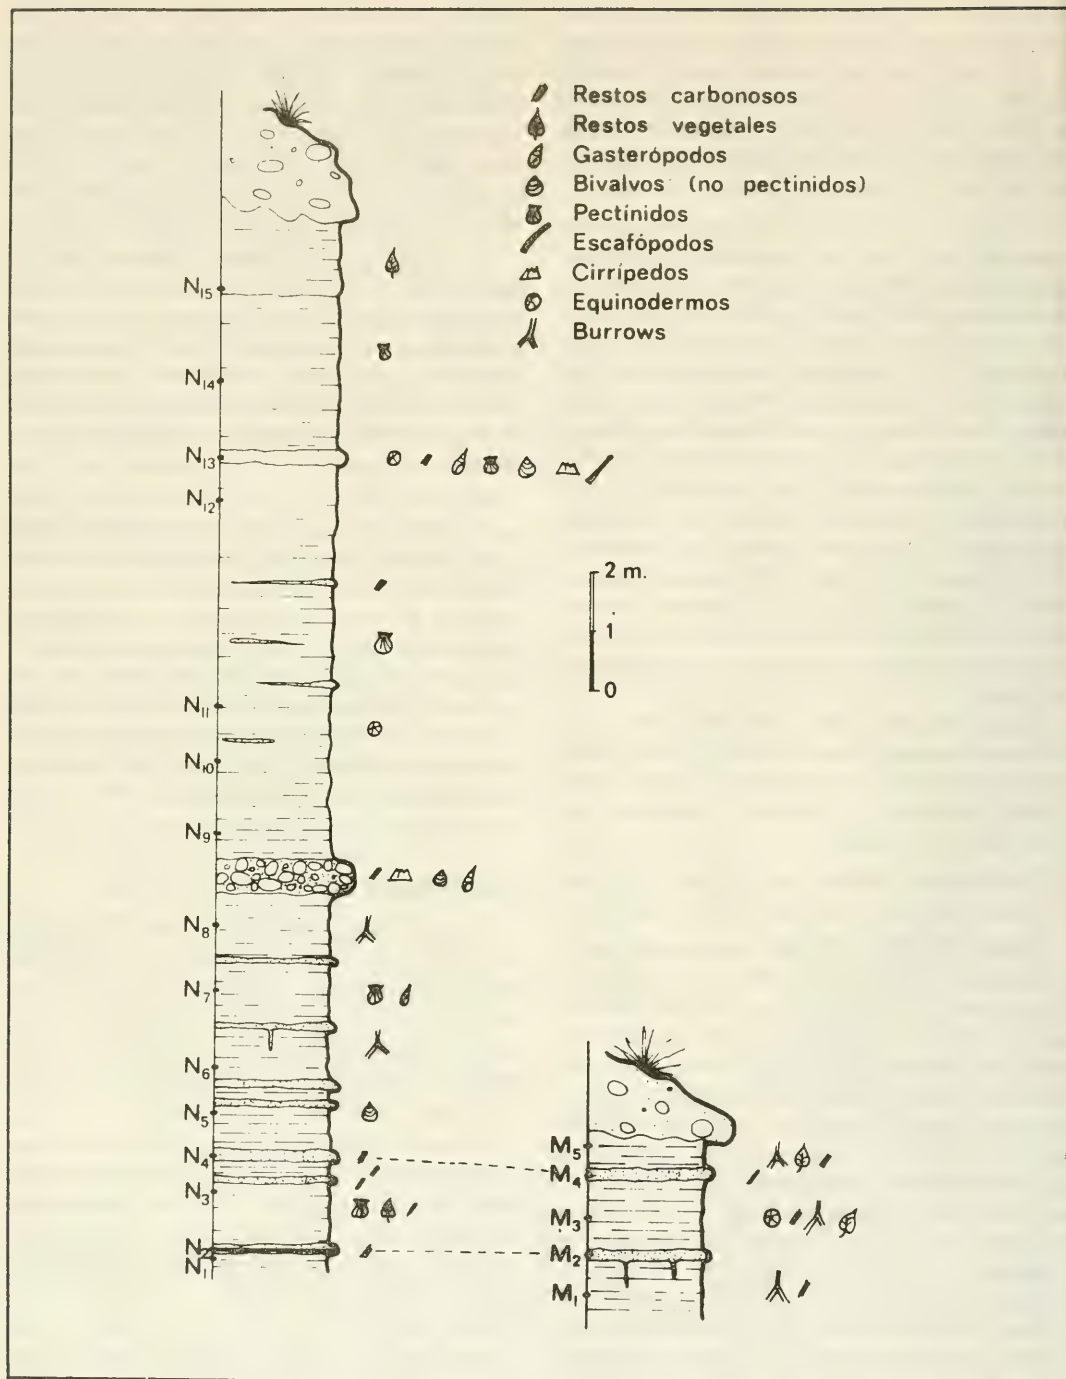 Restos carbonosos
Restos vegetales
Gasterópodos
Bivalvos (no pectinidos)
Pectínidos
Escafópodos
Cirrípedos
Equinodermos
Burrows
N15
N14
N13
N12
2 m.
1
0
N11
N10
N9
N8
N7
N6
N5
N4
N3
N2
N1
M5
M4
M3
M2
M1